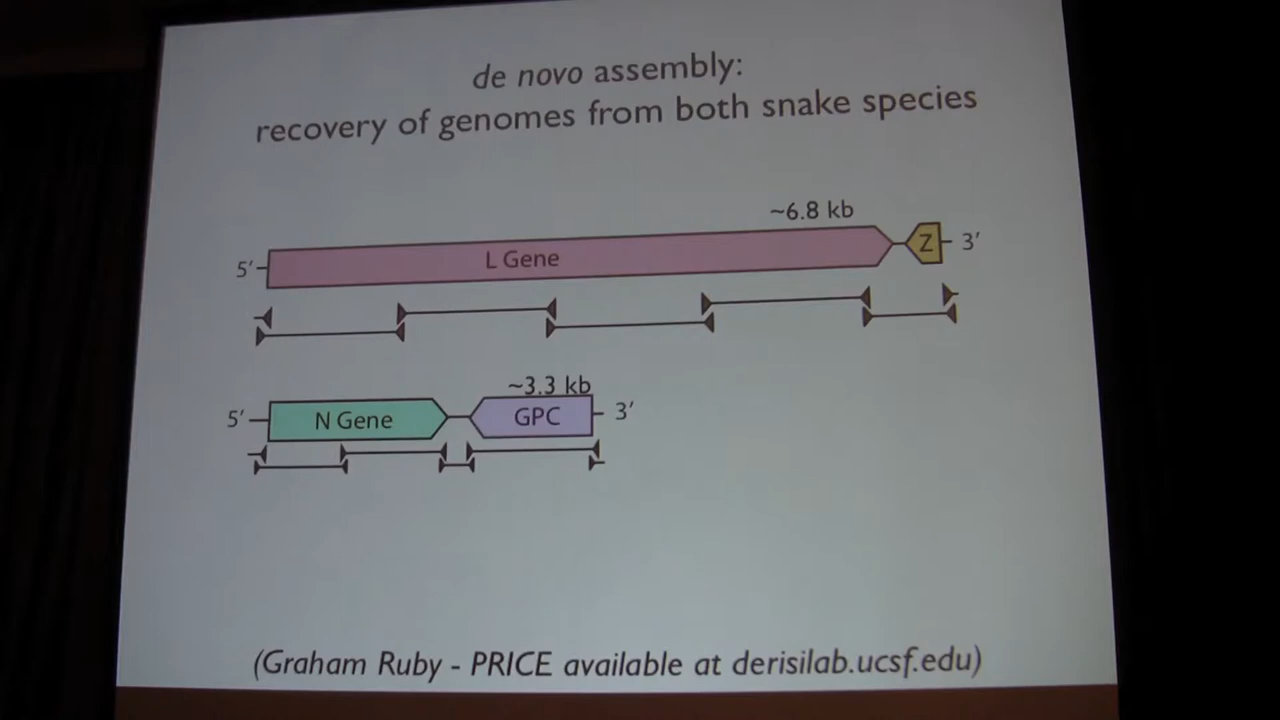 de novo assembly:
recovery of genomes from both snake species
~6.8 kb
5′ L Gene Z 3′
~3.3 kb
5′ N Gene GPC 3′
(Graham Ruby - PRICE available at derisilab.ucsf.edu)